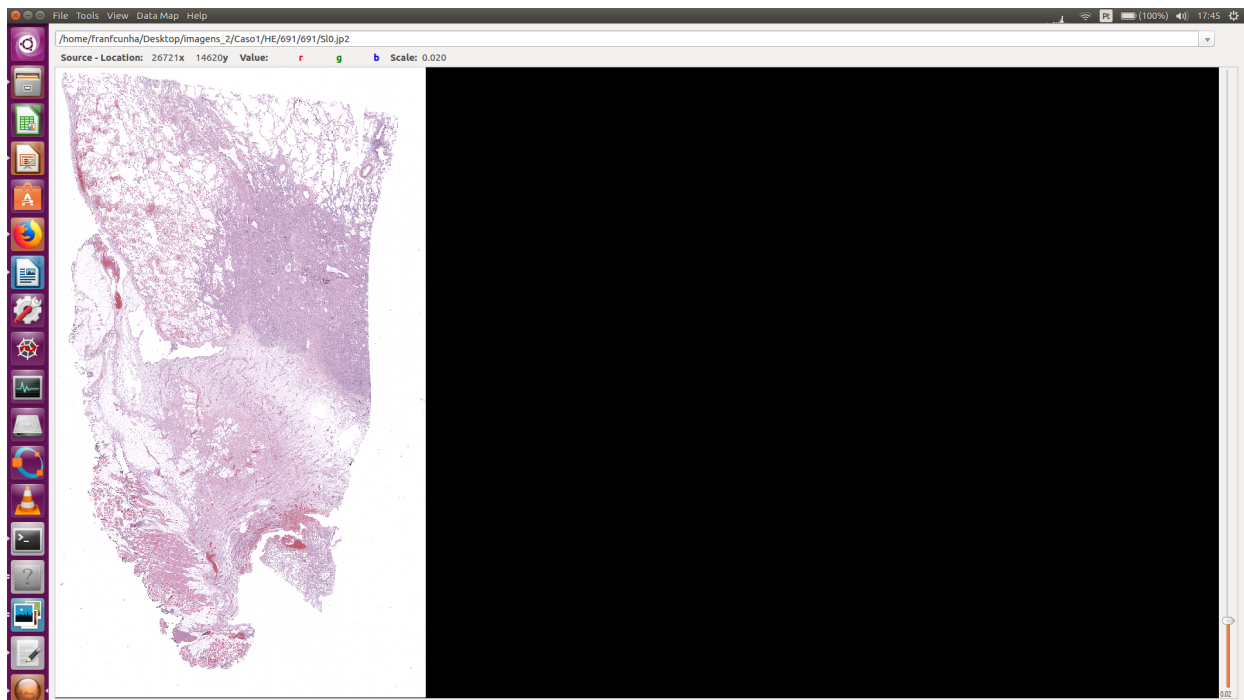 File Tools View Data Map Help
Pt (100%) 17:45
/home/franfcunha/Desktop/imagens_2/Caso1/HE/691/691/Sl0.jp2
Source - Location: 26721x 14620y Value: r g b Scale: 0.020
0.02